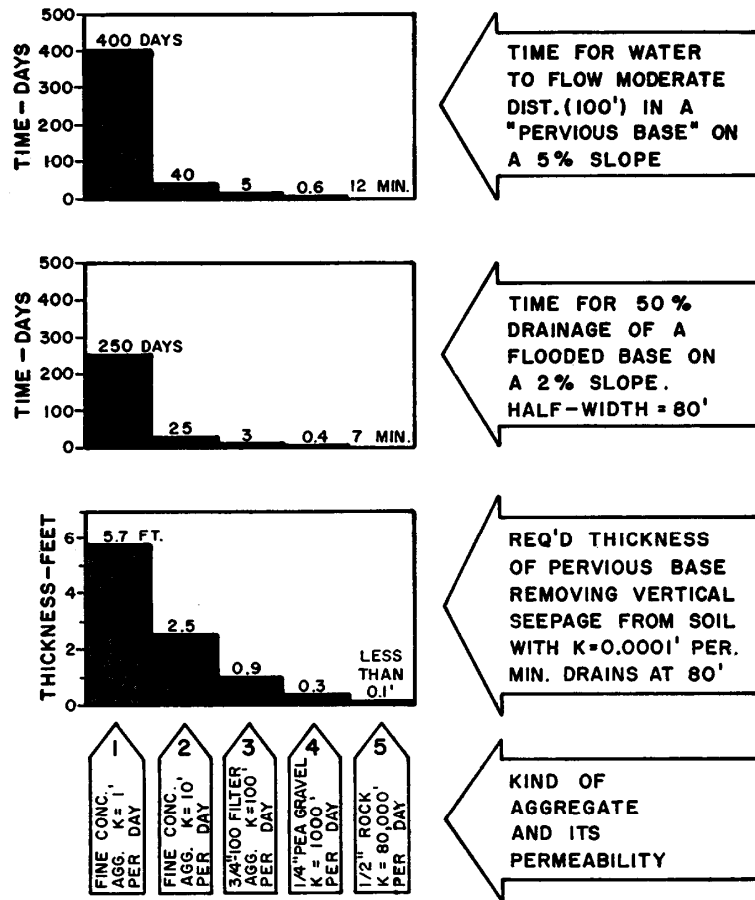 500
400
300
200
100
0
TIME-DAYS
400 DAYS
40
5
0.6
12 MIN.
TIME FOR WATER
TO FLOW MODERATE
DIST.(100') IN A
"PERVIOUS BASE" ON
A 5% SLOPE
500
400
300
200
100
0
TIME-DAYS
250 DAYS
25
3
0.4
7 MIN.
TIME FOR 50%
DRAINAGE OF A
FLOODED BASE ON
A 2% SLOPE.
HALF-WIDTH = 80'
6
4
2
0
THICKNESS-FEET
5.7 FT.
2.5
0.9
0.3
LESS
THAN
0.1'
REQ'D THICKNESS
OF PERVIOUS BASE
REMOVING VERTICAL
SEEPAGE FROM SOIL
WITH K=0.0001' PER.
MIN. DRAINS AT 80'
1
FINE CONC.
AGG. K= 1'
PER DAY
2
FINE CONC.
AGG. K= 10'
PER DAY
3
3/4"100 FILTER
AGG. K=100'
PER DAY
4
1/4" PEA GRAVEL
K = 1000'
PER DAY
5
1/2" ROCK
K= 80,000'
PER DAY
KIND OF
AGGREGATE
AND ITS
PERMEABILITY